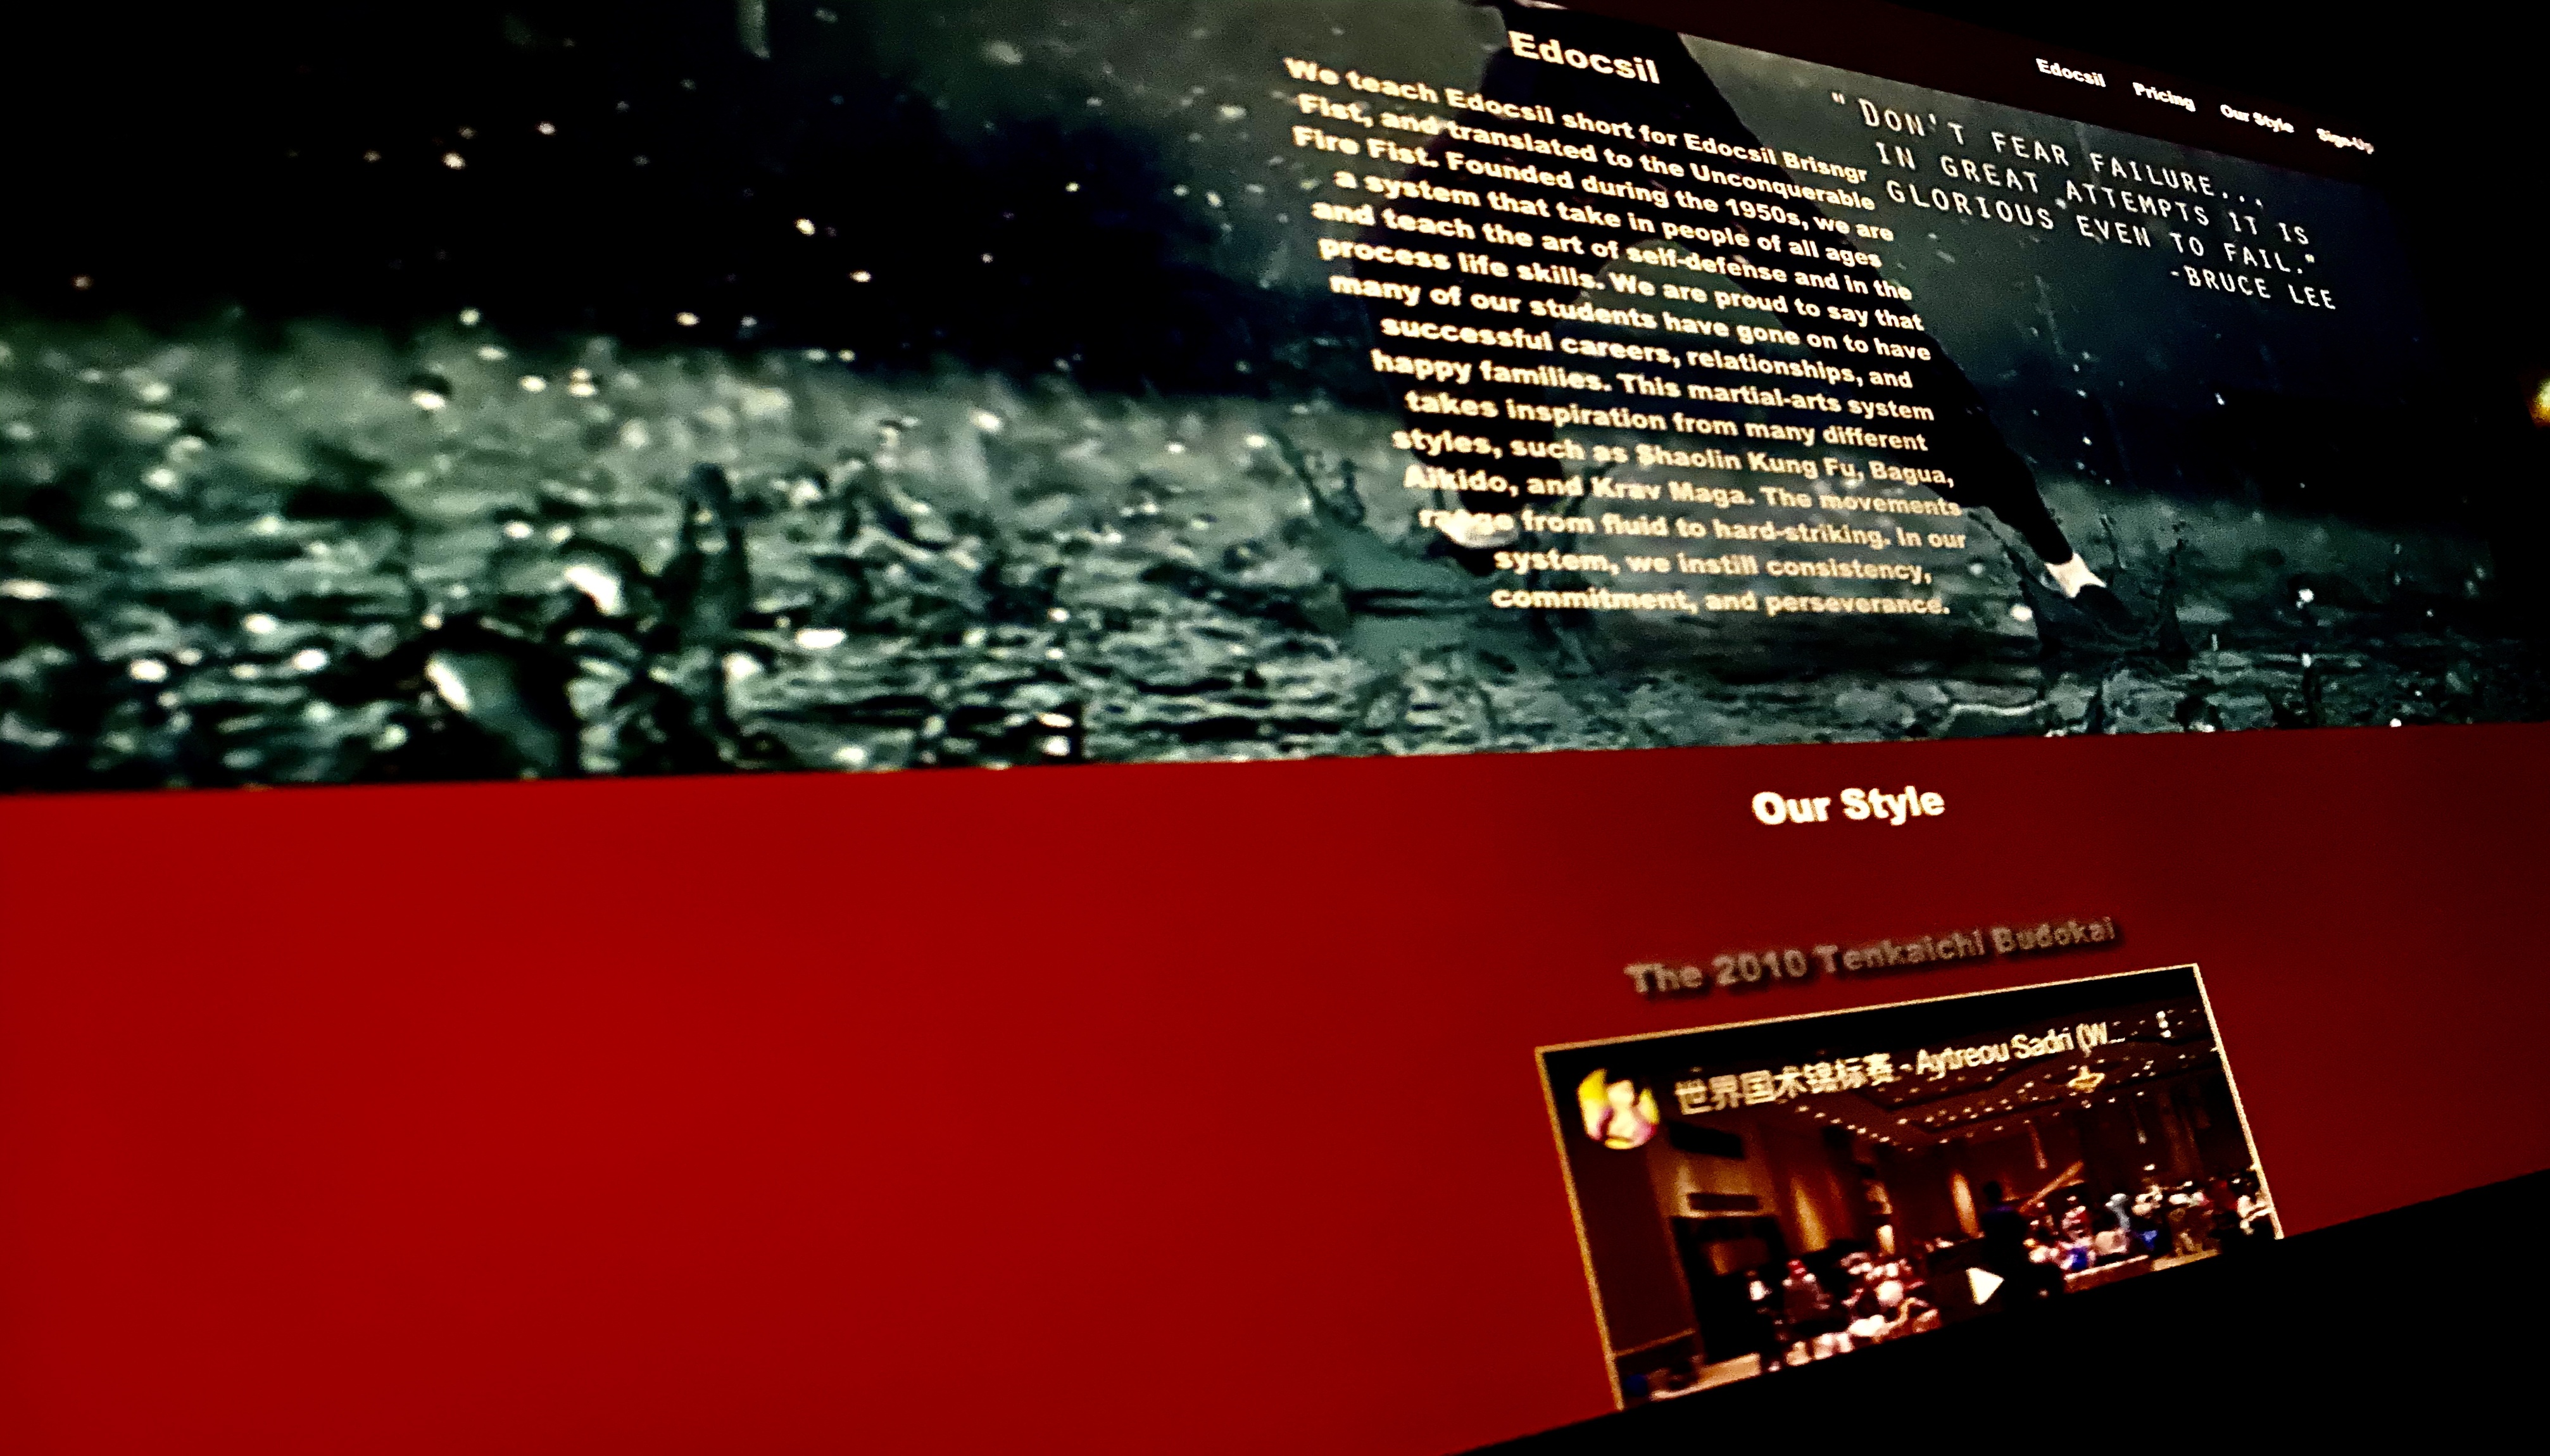 Edocsil
Pricing
Our Style
Sign-Up
Edocsil
We teach Edocsil short for Edocsil Brisngr
Fist, and translated to the Unconquerable
Fire Fist. Founded during the 1950s, we are
a system that take in people of all ages
and teach the art of self-defense and in the
process life skills. We are proud to say that
many of our students have gone on to have
successful careers, relationships, and
happy families. This martial-arts system
takes inspiration from many different
styles, such as Shaolin Kung Fu, Bagua,
Aikido, and Krav Maga. The movements
range from fluid to hard-striking. In our
system, we instill consistency,
commitment, and perseverance.
" DON'T FEAR FAILURE...
IN GREAT ATTEMPTS IT IS
GLORIOUS EVEN TO FAIL."
-BRUCE LEE
Our Style
The 2010 Tenkaichi Budokai
世界国术锦标赛 - Aytreou Sadri (W...